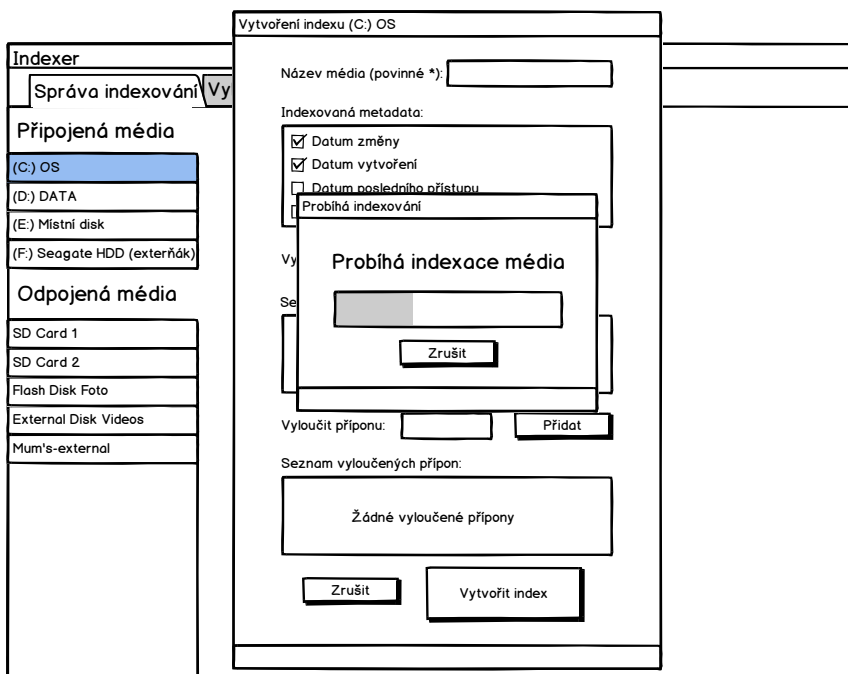 Indexer
Správa indexování
Vy
Připojená média
(C:) OS
(D:) DATA
(E:) Místní disk
(F:) Seagate HDD (exterňák)
Odpojená média
SD Card 1
SD Card 2
Flash Disk Foto
External Disk Videos
Mum's-external
Vytvoření indexu (C:) OS
Název média (povinné *):
Indexovaná metadata:
Datum změny
Datum vytvoření
Datum posledního přístupu
Vy
Se
Probíhá indexování
Probíhá indexace média
Zrušit
Vyloučit příponu:
Přidat
Seznam vyloučených přípon:
Žádné vyloučené přípony
Zrušit
Vytvořit index